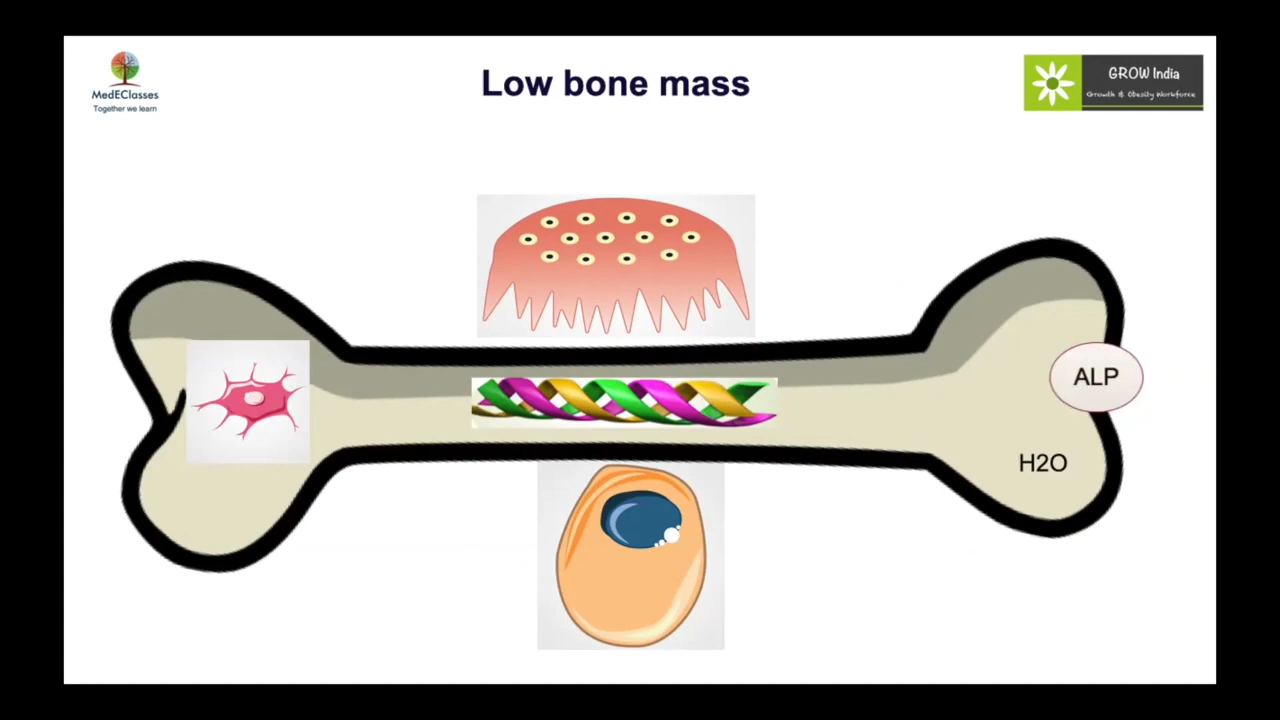 MedEClasses
Together we learn
Low bone mass
GROW India
Growth & Obesity Workforce
ALP
H2O